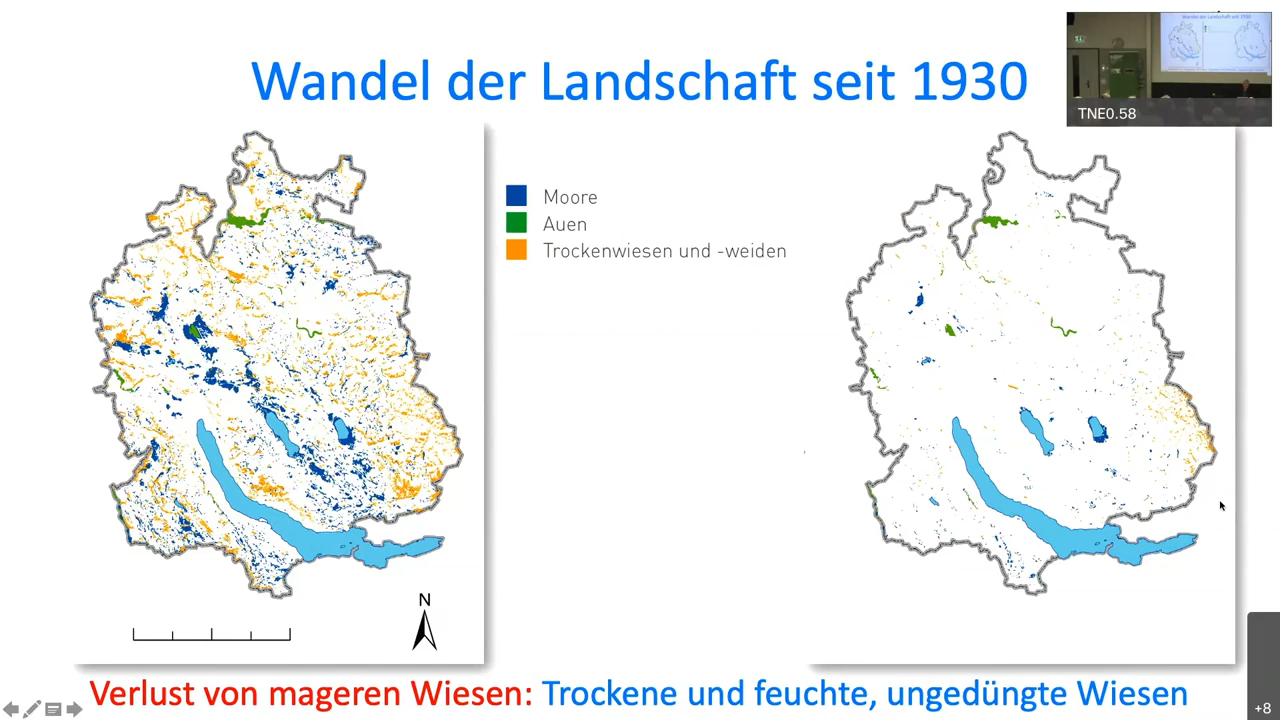 Wandel der Landschaft seit 1930
TNE0.58
Moore
Auen
Trockenwiesen und -weiden
N
Verlust von mageren Wiesen: Trockene und feuchte, ungedüngte Wiesen
+8